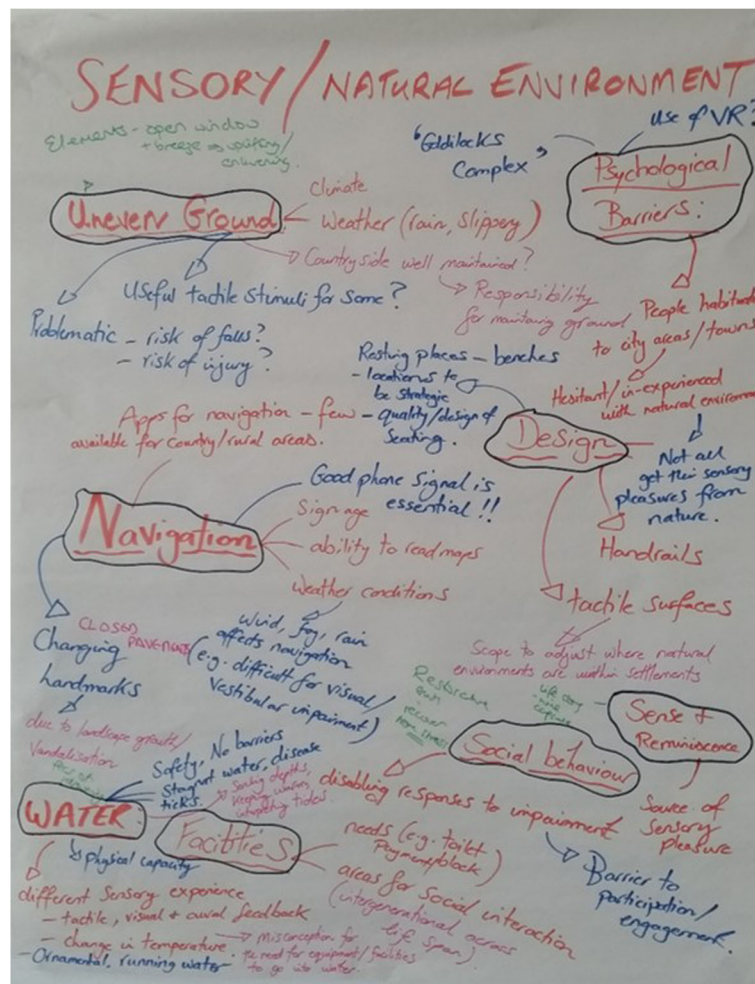 SENSORY/NATURAL ENVIRONMENT
Elements - open window
+ breeze uplifting/
enlivening.
"Goldilocks
Complex"
Use of VR?
Psychological
Barriers:
Uneven Ground
Climate
Weather (rain, slippery)
Countryside well maintained?
Responsibility
for maintaining ground
Useful tactile stimuli for some?
Problematic - risk of falls?
- risk of injury?
People habituated
to city areas/towns
Hesitant/in-experienced
with natural environm
Not all
get their sensory
pleasures from
nature.
Resting places - benches
- locations to
be strategic
- quality/design of
seating.
Design
Handrails
tactile surfaces
Scope to adjust where natural
environments are within settlements
Apps for navigation - few
available for country/rural areas.
Navigation
Good phone signal is
essential!!
Signage
ability to read maps
Weather conditions
Wind, fog, rain
affects navigation
(e.g. difficult for visual/
vestibular impairment)
Changing
landmarks
CLOSED
PAVEMENTS
due to landscape growth/
Vandalisation
Sense &
Reminiscence
Source of
Sensory
pleasure
Social behaviour
recover
from stress
disabling responses to impairment
Barrier to
participation/
engagement.
WATER
Safety, No barriers
Stagnant water, disease
ticks.
depths,
tides
physical capacity
different sensory experience
- tactile, visual + aural feedback
- change in temperature.
- Ornamental, running water
misconception for
the need for equipment/facilities
to go into water.
Facilities
needs (e.g. toilet
Payment/block)
areas for social interaction
(intergenerational across
life span)